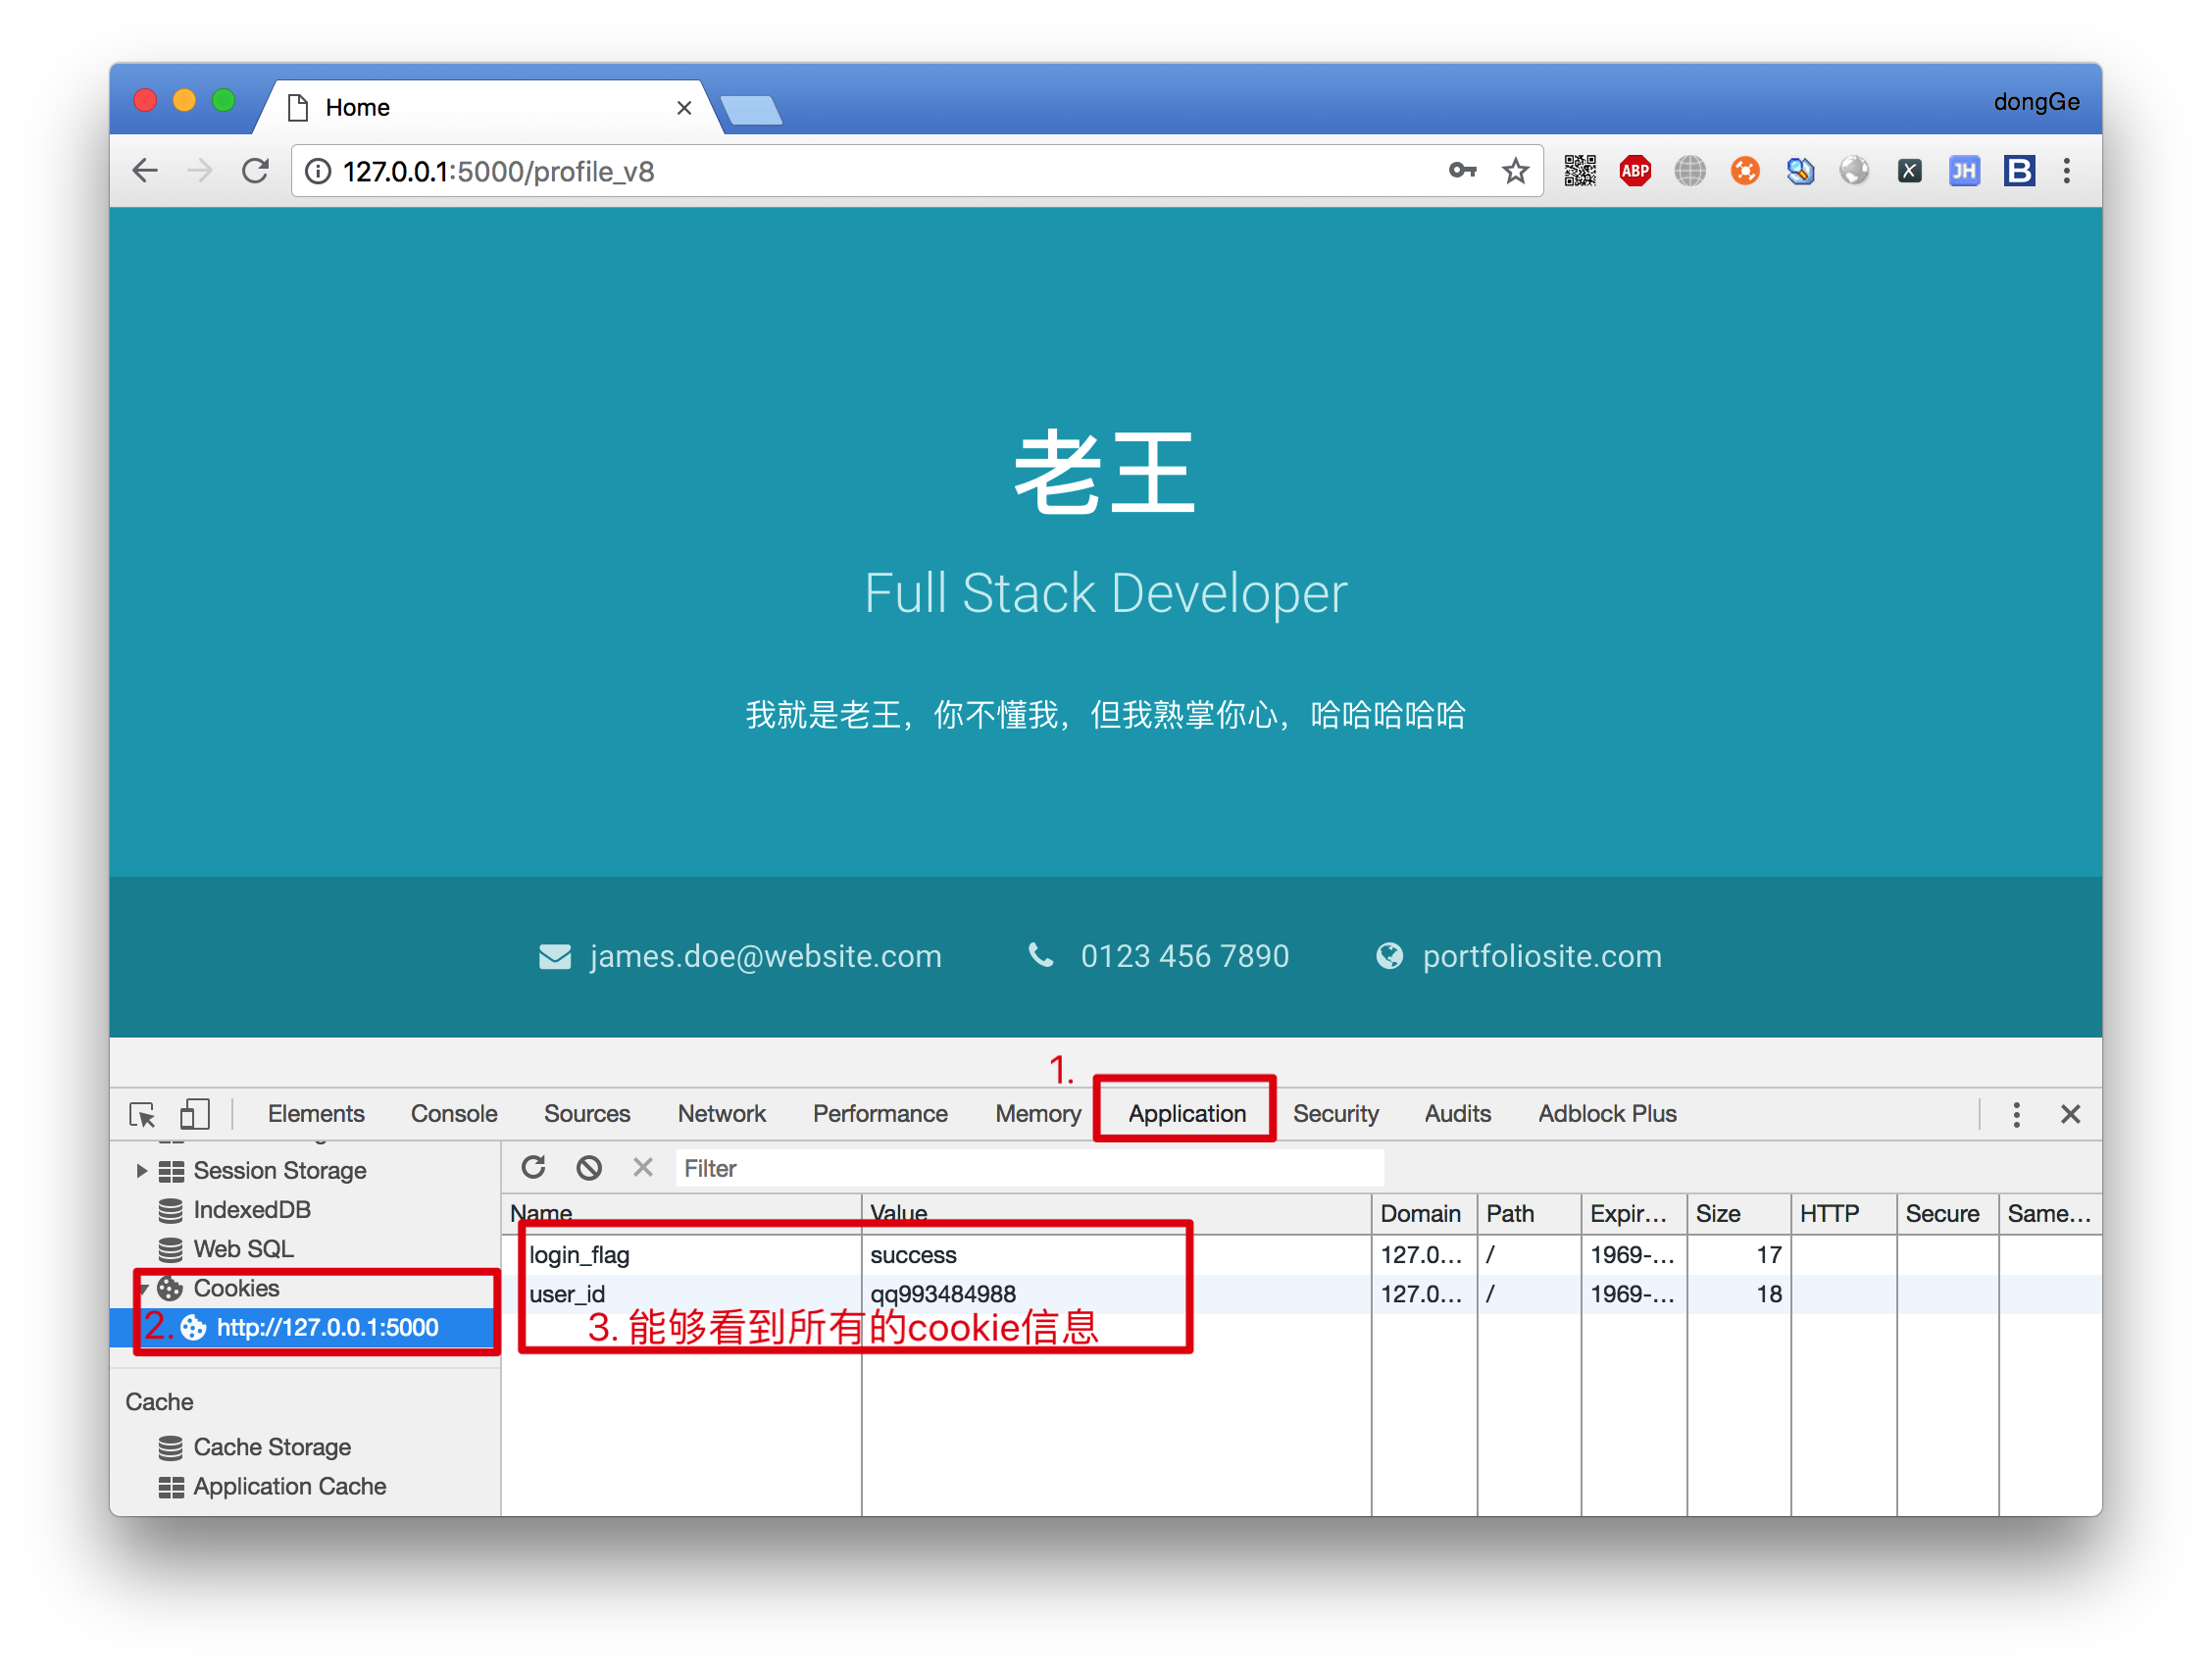 Home
dongGe
127.0.0.1:5000/profile_v8
ABP
X
JH
B
老王
Full Stack Developer
我就是老王，你不懂我，但我熟掌你心，哈哈哈哈哈
james.doe@website.com 0123 456 7890 portfoliosite.com
1.
Elements Console Sources Network Performance Memory Application Security Audits Adblock Plus
Session Storage
Filter
IndexedDB
Name Value Domain Path Expir... Size HTTP Secure Same...
Web SQL
login_flag success 127.0... / 1969-... 17
Cookies
user_id qq993484988 127.0... / 1969-... 18
2. http://127.0.0.1:5000
3. 能够看到所有的cookie信息
Cache
Cache Storage
Application Cache